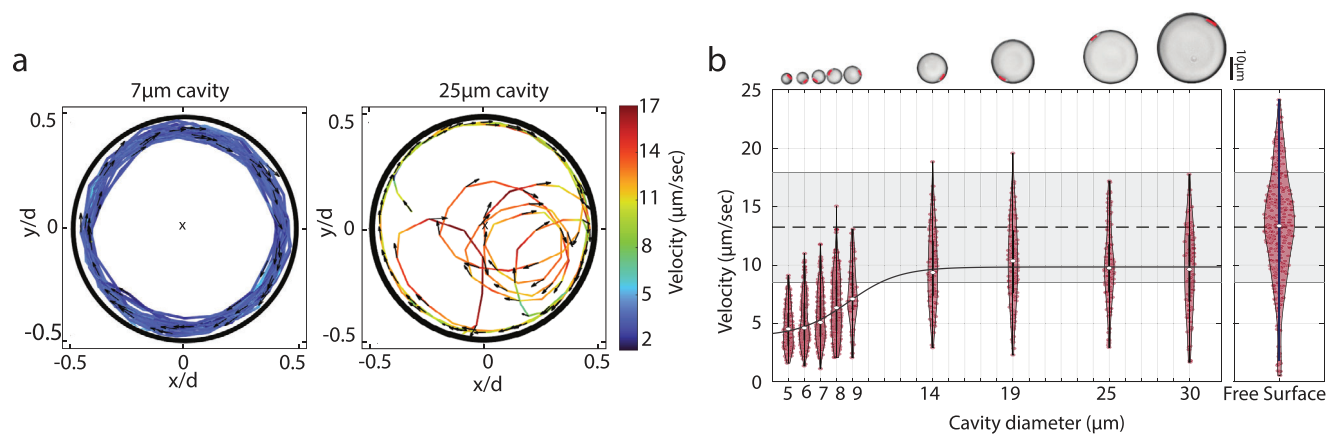 a
7µm cavity
25µm cavity
0.5
0
-0.5
y/d
x
-0.5
0
0.5
x/d
0.5
0
-0.5
y/d
x
-0.5
0
0.5
x/d
17
14
11
8
5
2
Velocity (µm/sec)
b
10µm
25
20
15
10
5
0
Velocity (µm/sec)
5
6
7
8
9
14
19
25
30
Cavity diameter (µm)
Free Surface